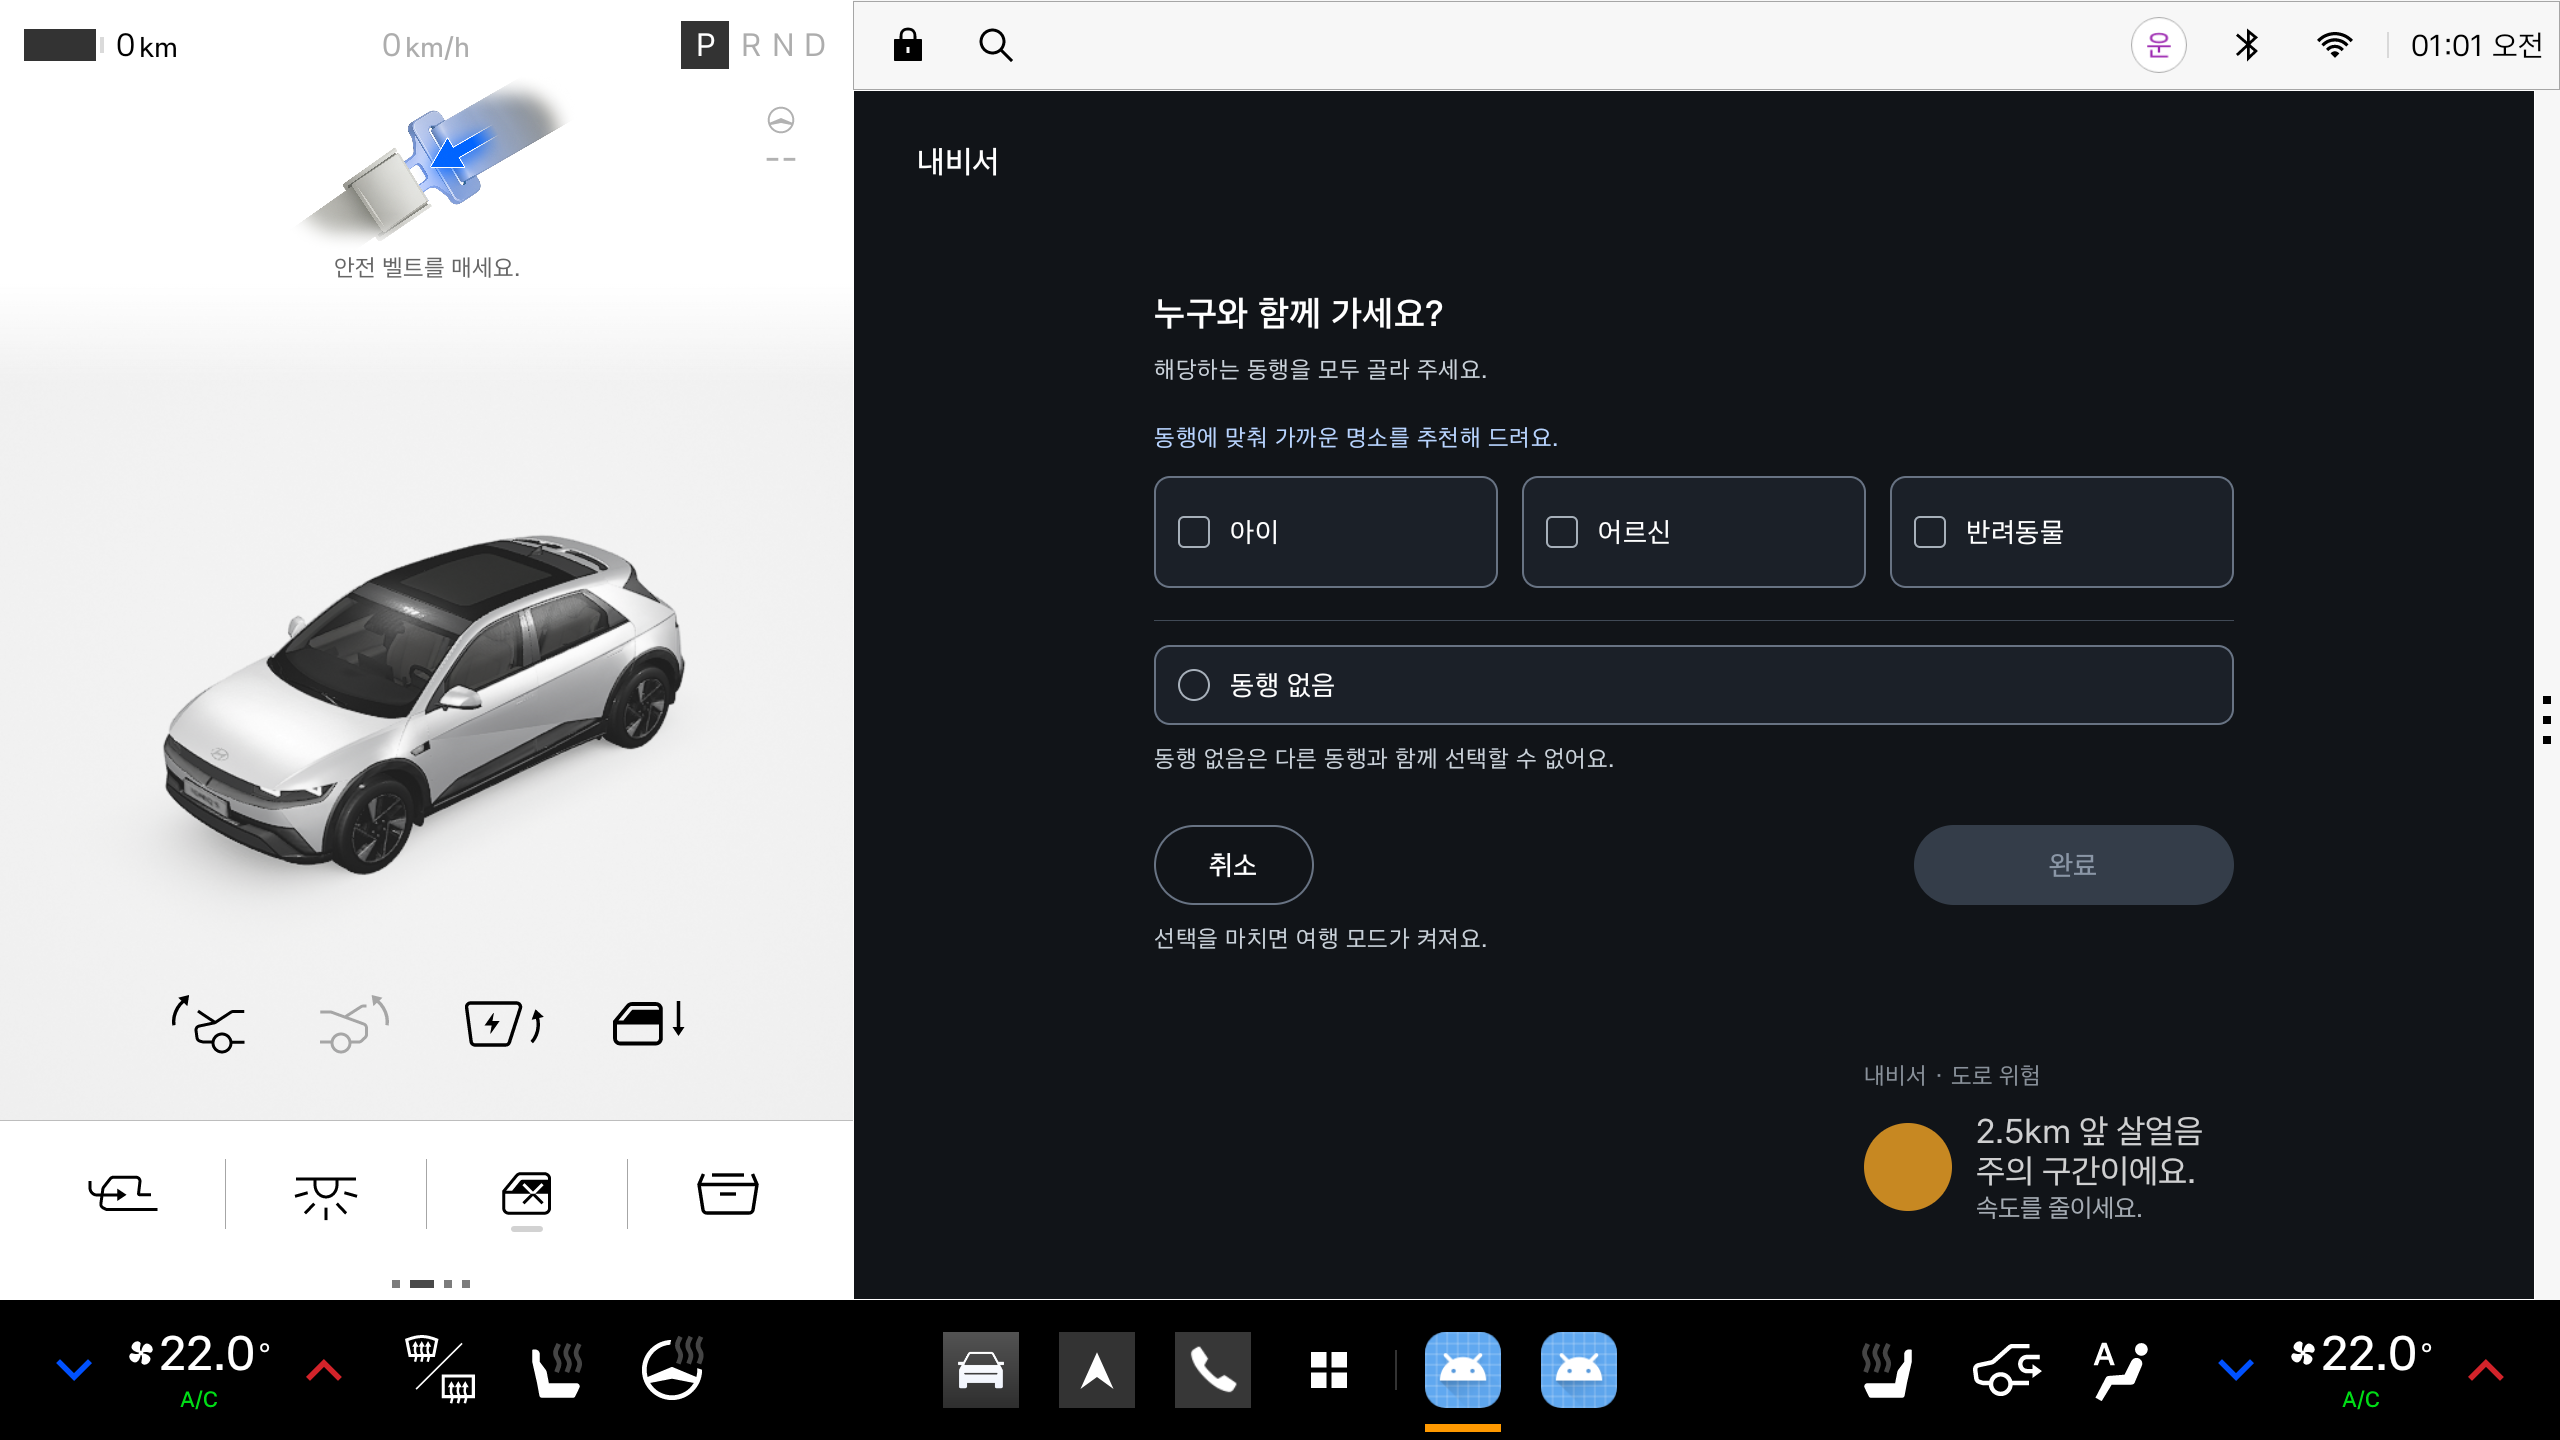 0 km
0 km/h
P R N D
안전 벨트를 매세요.
운
01:01 오전
내비서
누구와 함께 가세요?
해당하는 동행을 모두 골라 주세요.
동행에 맞춰 가까운 명소를 추천해 드려요.
아이
어르신
반려동물
동행 없음
동행 없음은 다른 동행과 함께 선택할 수 없어요.
취소
완료
선택을 마치면 여행 모드가 켜져요.
내비서 · 도로 위험
2.5km 앞 살얼음
주의 구간이에요.
속도를 줄이세요.
22.0°
A/C
A
22.0°
A/C